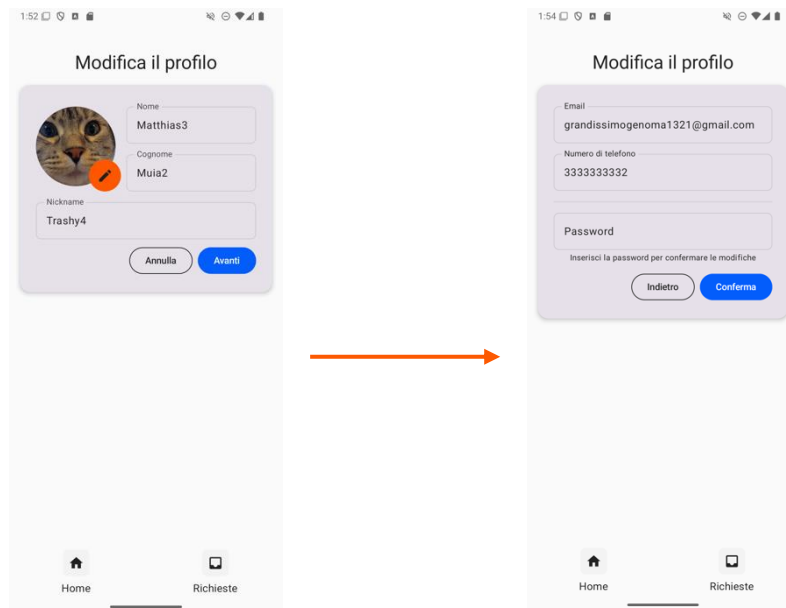 1:52
Modifica il profilo
Nome
Matthias3
Cognome
Muia2
Nickname
Trashy4
Annulla
Avanti
Home
Richieste
1:54
Modifica il profilo
Email
grandissimogenoma1321@gmail.com
Numero di telefono
3333333332
Password
Inserisci la password per confermare le modifiche
Indietro
Conferma
Home
Richieste